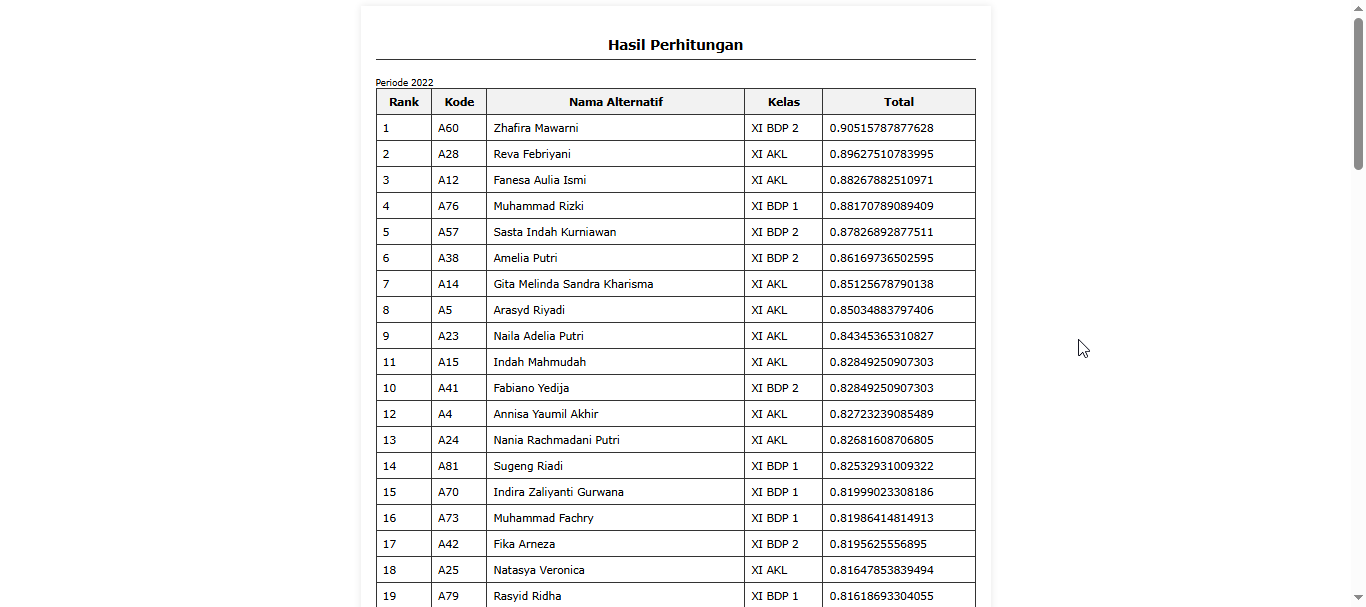 Hasil Perhitungan
Periode 2022
Rank Kode Nama Alternatif Kelas Total
1 A60 Zhafira Mawarni XI BDP 2 0.90515787877628
2 A28 Reva Febriyani XI AKL 0.89627510783995
3 A12 Fanesa Aulia Ismi XI AKL 0.88267882510971
4 A76 Muhammad Rizki XI BDP 1 0.88170789089409
5 A57 Sasta Indah Kurniawan XI BDP 2 0.87826892877511
6 A38 Amelia Putri XI BDP 2 0.86169736502595
7 A14 Gita Melinda Sandra Kharisma XI AKL 0.85125678790138
8 A5 Arasyd Riyadi XI AKL 0.85034883797406
9 A23 Naila Adelia Putri XI AKL 0.84345365310827
11 A15 Indah Mahmudah XI AKL 0.82849250907303
10 A41 Fabiano Yedija XI BDP 2 0.82849250907303
12 A4 Annisa Yaumil Akhir XI AKL 0.82723239085489
13 A24 Nania Rachmadani Putri XI AKL 0.82681608706805
14 A81 Sugeng Riadi XI BDP 1 0.82532931009322
15 A70 Indira Zaliyanti Gurwana XI BDP 1 0.81999023308186
16 A73 Muhammad Fachry XI BDP 1 0.81986414814913
17 A42 Fika Arneza XI BDP 2 0.8195625556895
18 A25 Natasya Veronica XI AKL 0.81647853839494
19 A79 Rasyid Ridha XI BDP 1 0.81618693304055